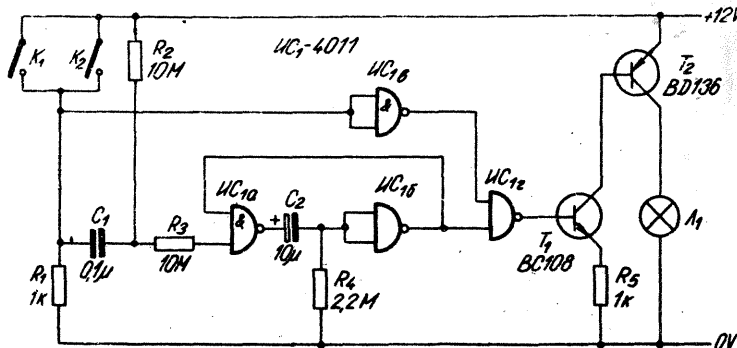 +12V
K₁
K₂
R₂
10M
ИС₁-4011
T₂
BD136
ИС₁в
&
ИС₁а
&
ИС₁б
ИС₁г
C₁
0,1μ
R₃
10M
+
C₂
10μ
T₁
BC108
Л₁
R₁
1к
R₄
2,2M
R₅
1к
0V